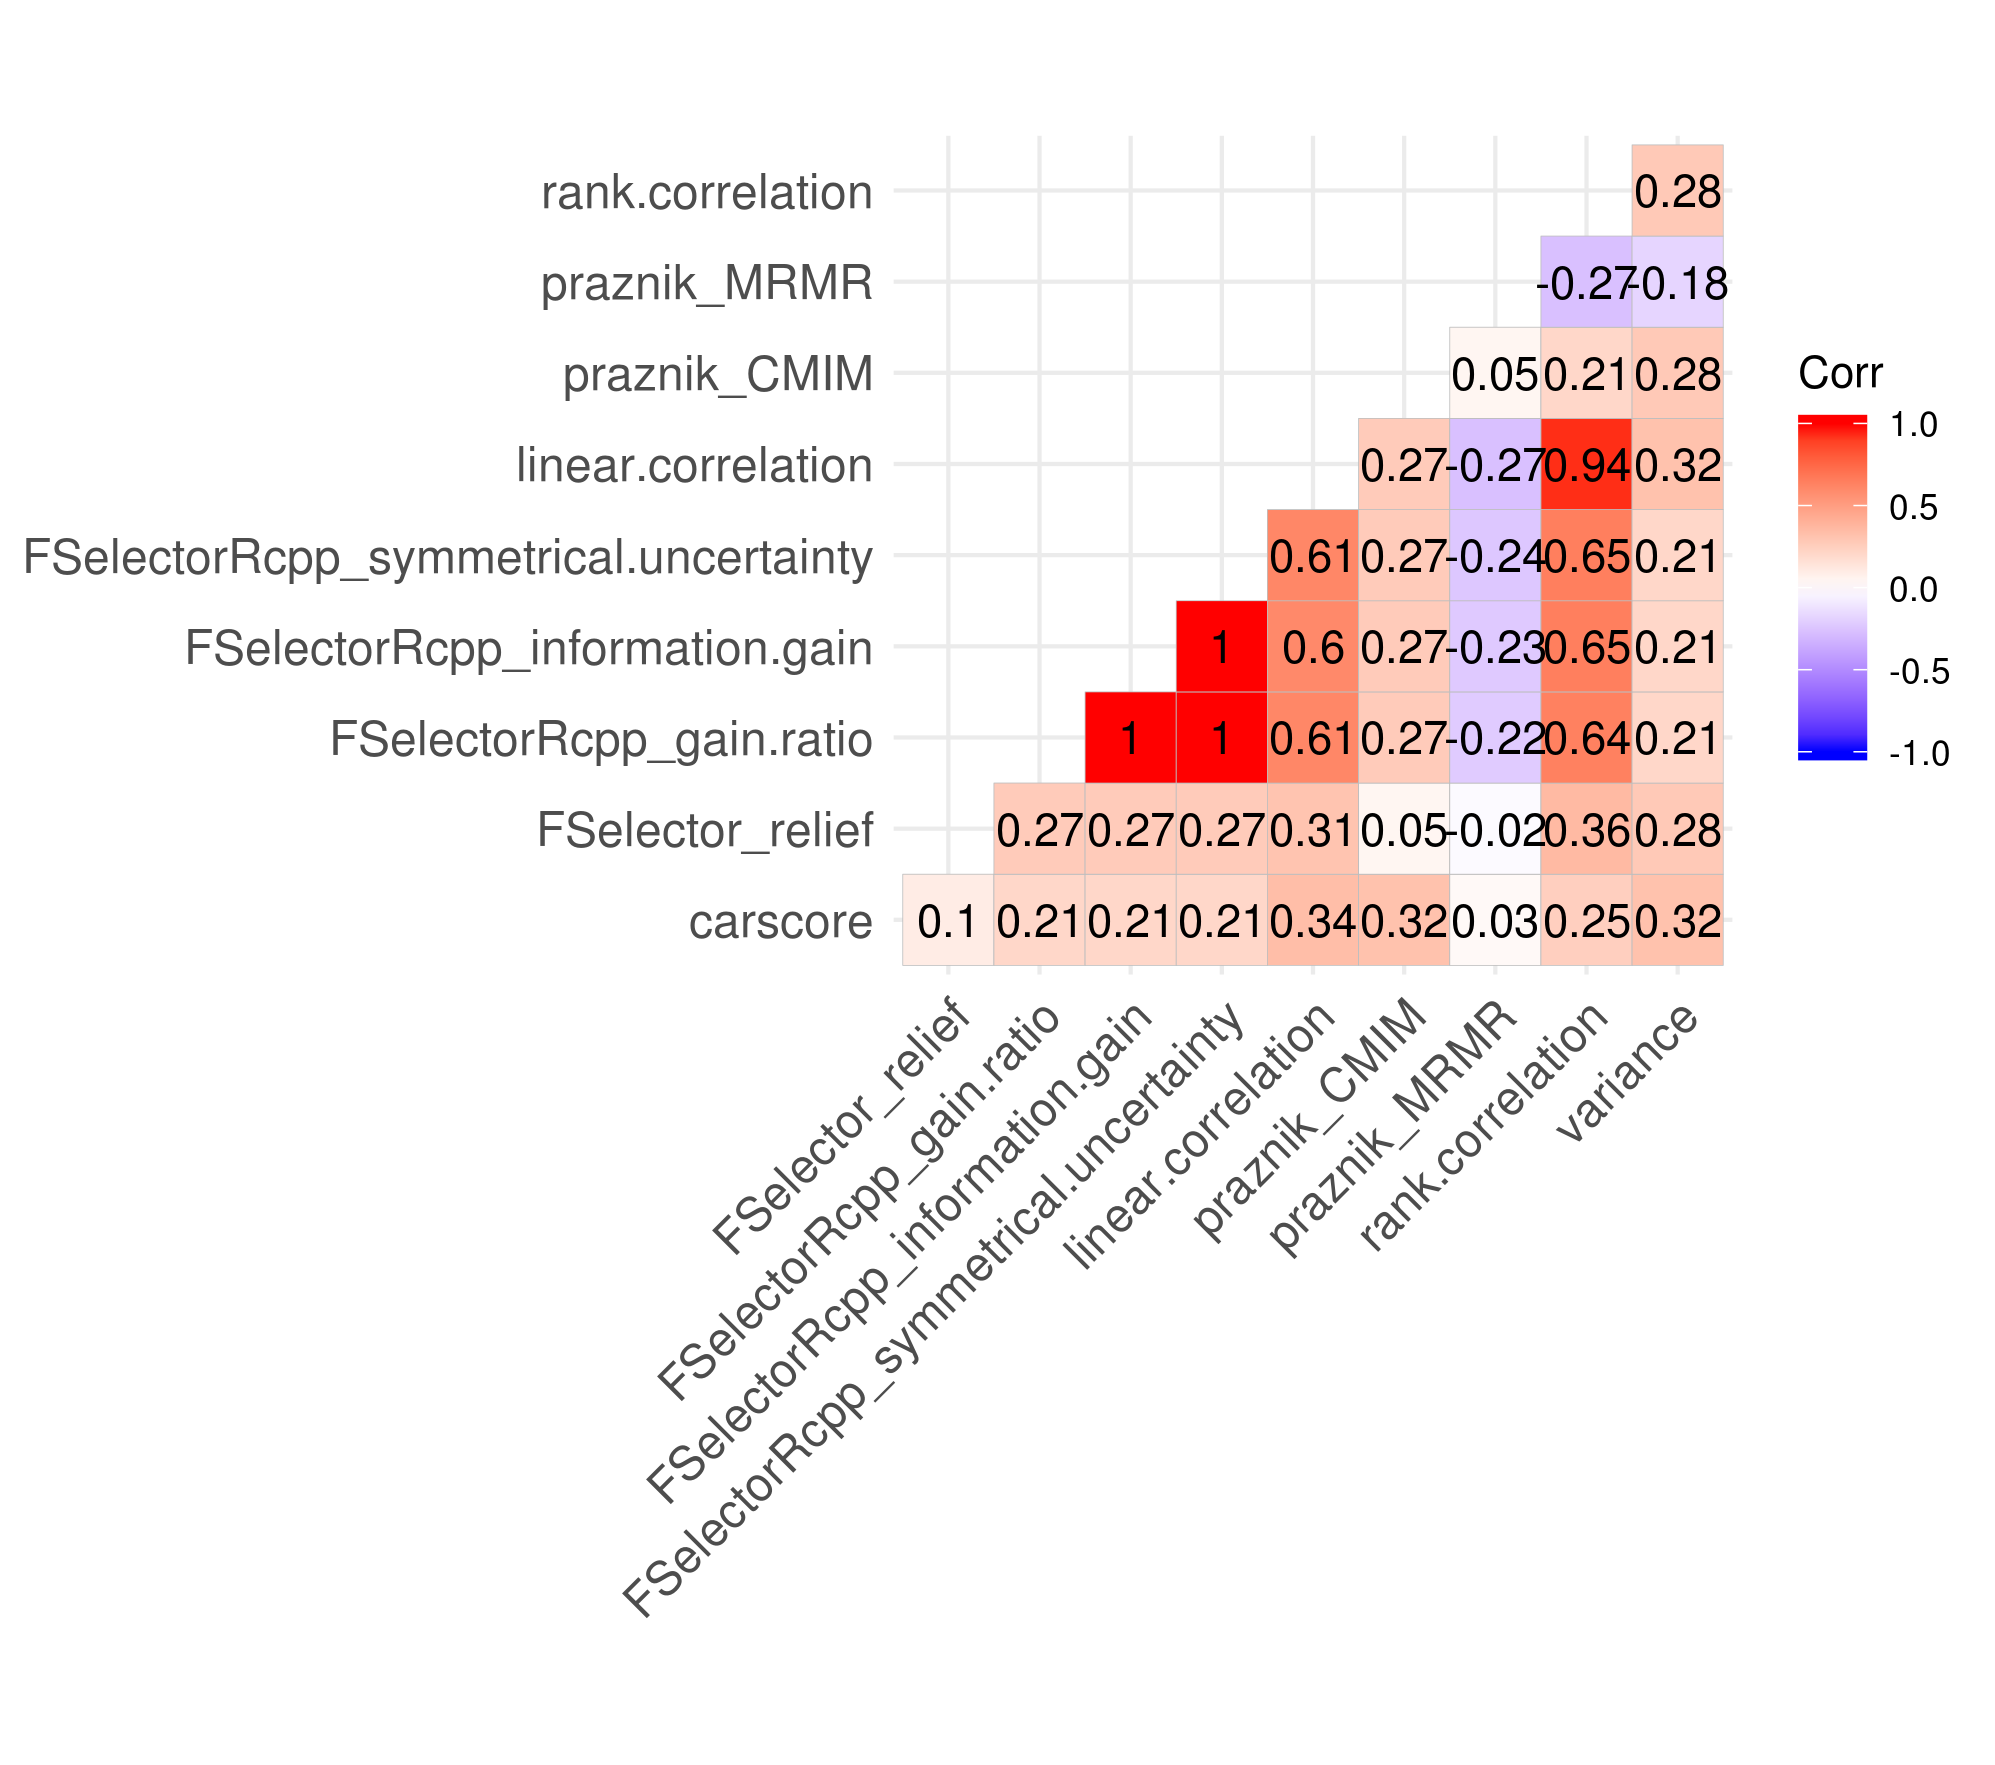 rank.correlation 0.28
praznik_MRMR -0.27 -0.18
praznik_CMIM 0.05 0.21 0.28
linear.correlation 0.27 -0.27 0.94 0.32
FSelectorRcpp_symmetrical.uncertainty 0.61 0.27 -0.24 0.65 0.21
FSelectorRcpp_information.gain 1 0.6 0.27 -0.23 0.65 0.21
FSelectorRcpp_gain.ratio 1 1 0.61 0.27 -0.22 0.64 0.21
FSelector_relief 0.27 0.27 0.27 0.31 0.05 -0.02 0.36 0.28
carscore 0.1 0.21 0.21 0.21 0.34 0.32 0.03 0.25 0.32
FSelector_relief
FSelectorRcpp_gain.ratio
FSelectorRcpp_information.gain
FSelectorRcpp_symmetrical.uncertainty
linear.correlation
praznik_CMIM
praznik_MRMR
rank.correlation
variance
Corr
1.0
0.5
0.0
-0.5
-1.0